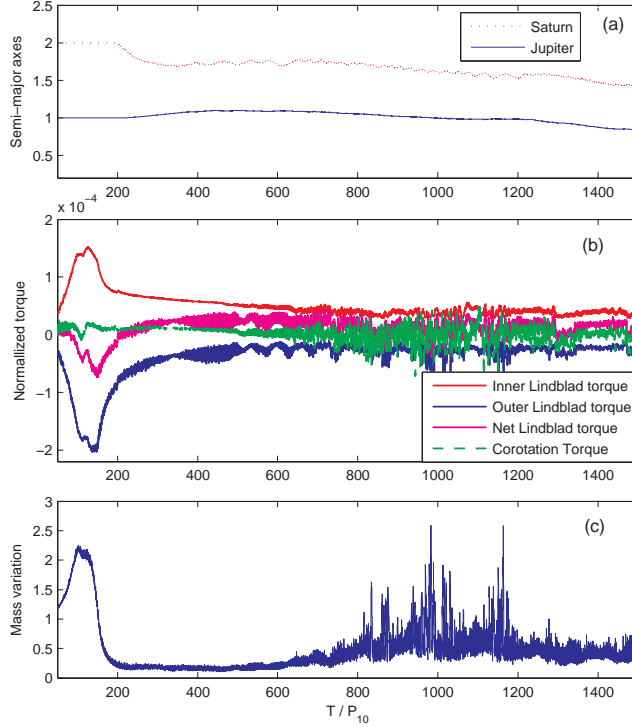 (a)
Saturn
Jupiter
Semi−major axes
2.5
2
1.5
1
0.5
200 400 600 800 1000 1200 1400
x 10−4
(b)
Normallized torque
2
1
0
−1
−2
Inner Lindblad torque
Outer Lindblad torque
Net Lindblad torque
Corotation Torque
200 400 600 800 1000 1200 1400
(c)
Mass variation
3
2.5
2
1.5
1
0.5
0
200 400 600 800 1000 1200 1400
T / P10